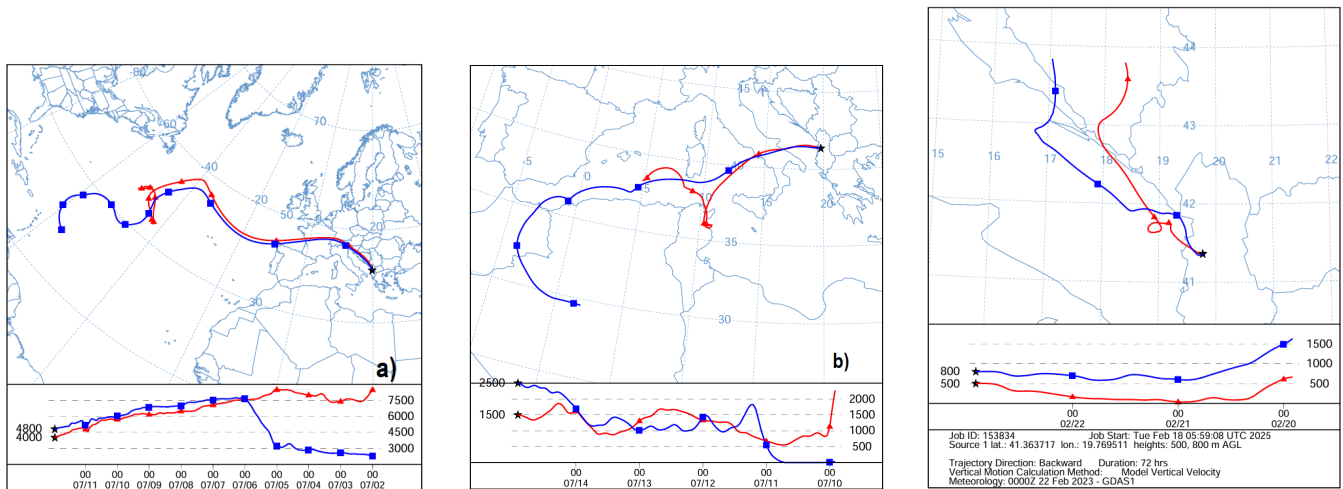 80
60
70
-40
20
50
20
30
a)
7500
6000
4500
3000
4800
4000
00 00 00 00 00 00 00 00 00 00
07/11 07/10 07/09 07/08 07/07 07/06 07/05 07/04 07/03 07/02
15
45
-5
0
40
20
35
30
b)
2500
1500
2000
1500
1000
500
00 00 00 00 00
07/14 07/13 07/12 07/11 07/10
44
43
15 16 17 18 19 20 21 22
42
41
800
500
1500
1000
500
00 00 00
02/22 02/21 02/20
Job ID: 153834 Job Start: Tue Feb 18 05:59:08 UTC 2025
Source 1 lat.: 41.363717 lon.: 19.769511 heights: 500, 800 m AGL
Trajectory Direction: Backward Duration: 72 hrs
Vertical Motion Calculation Method: Model Vertical Velocity
Meteorology: 0000Z 22 Feb 2023 - GDAS1